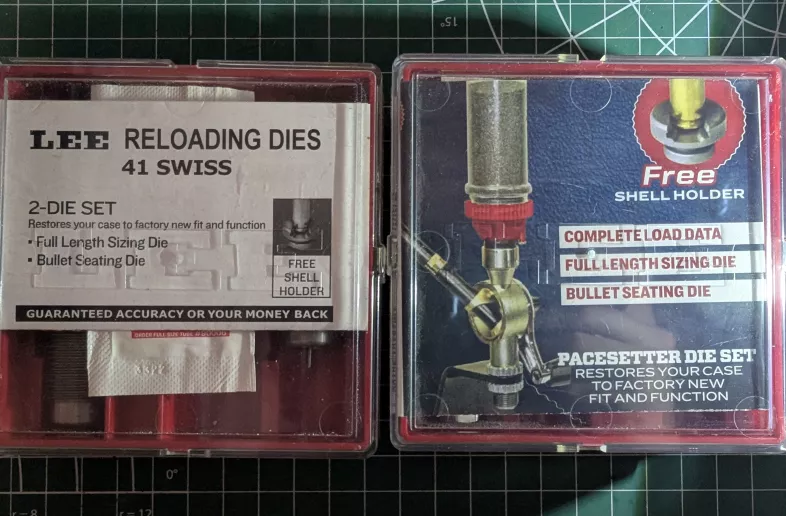 15°
LEE RELOADING DIES
41 SWISS
2-DIE SET
Restores your case to factory new fit and function
• Full Length Sizing Die
• Bullet Seating Die
FREE
SHELL
HOLDER
GUARANTEED ACCURACY OR YOUR MONEY BACK
Free
SHELL HOLDER
COMPLETE LOAD DATA
FULL LENGTH SIZING DIE
BULLET SEATING DIE
PACESETTER DIE SET
RESTORES YOUR CASE
TO FACTORY NEW
FIT AND FUNCTION
0°
r=8
r=12